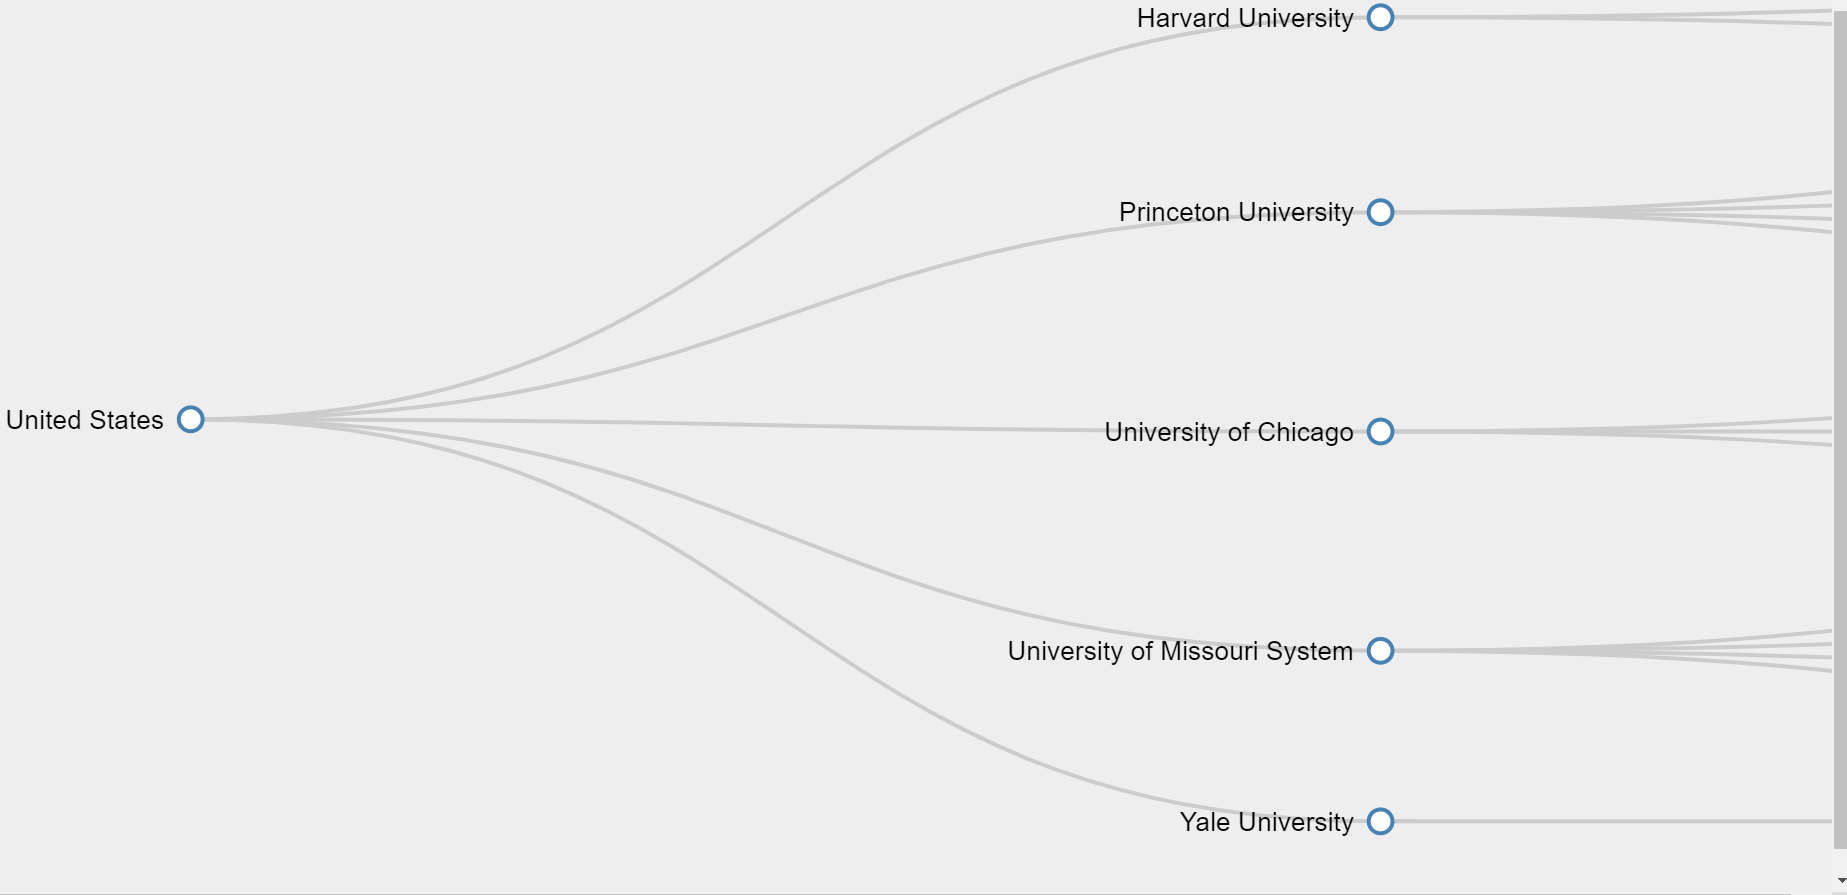 Harvard University
Princeton University
United States
University of Chicago
University of Missouri System
Yale University